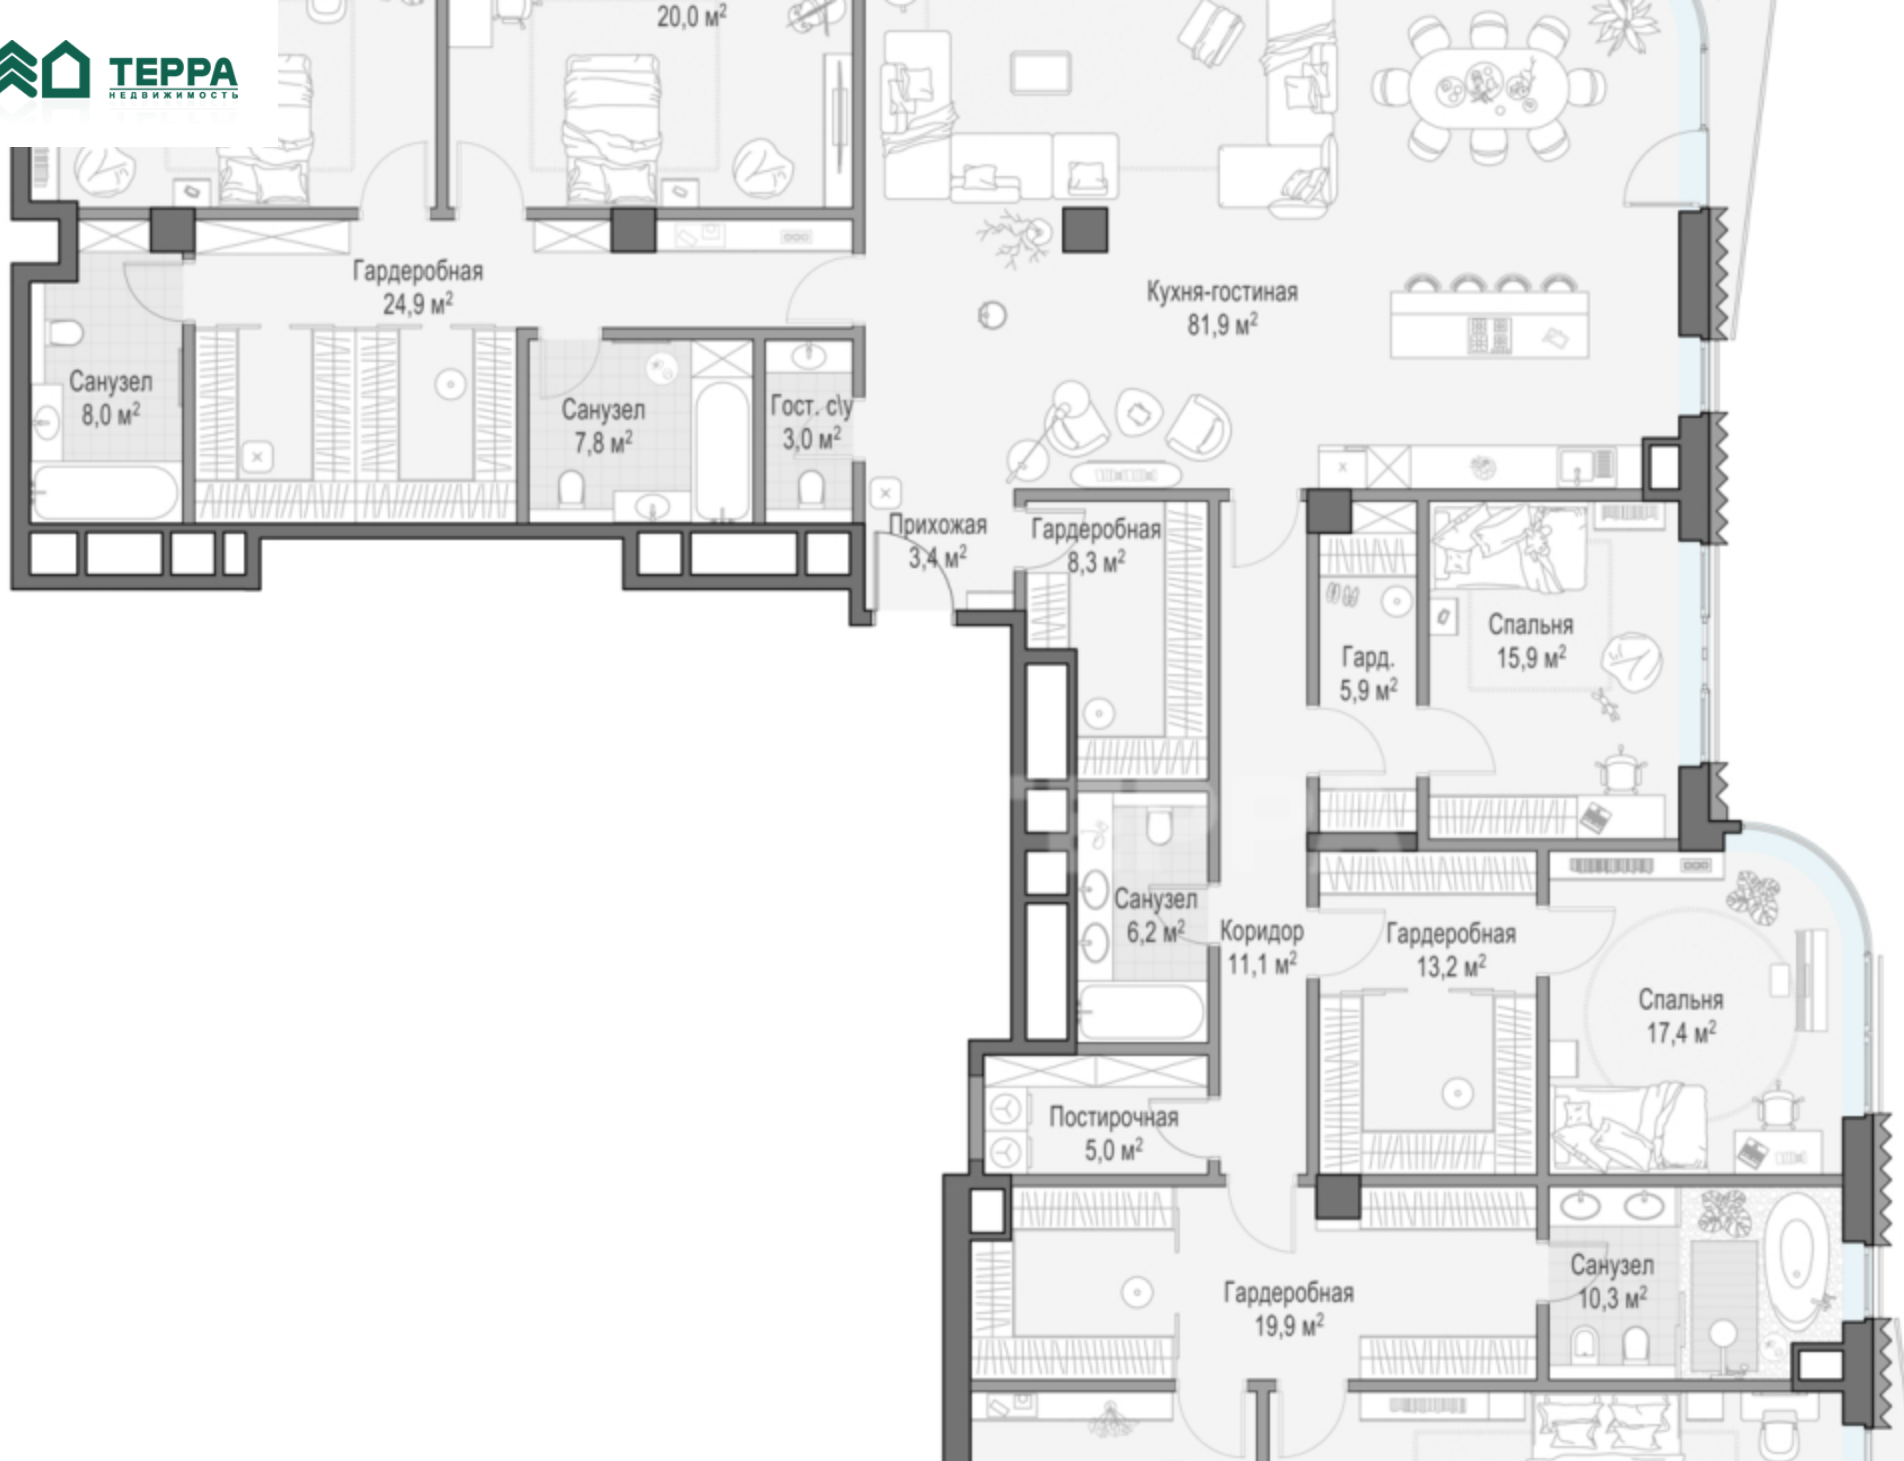 20,0 м²
ТЕРРА
НЕДВИЖИМОСТЬ
Гардеробная
24,9 м²
Кухня-гостиная
81,9 м²
Санузел
8,0 м²
Санузел
7,8 м²
Гост. с\у
3,0 м²
Прихожая
3,4 м²
Гардеробная
8,3 м²
Спальня
15,9 м²
Гард.
5,9 м²
Санузел
6,2 м²
Коридор
11,1 м²
Гардеробная
13,2 м²
Спальня
17,4 м²
Постирочная
5,0 м²
Гардеробная
19,9 м²
Санузел
10,3 м²